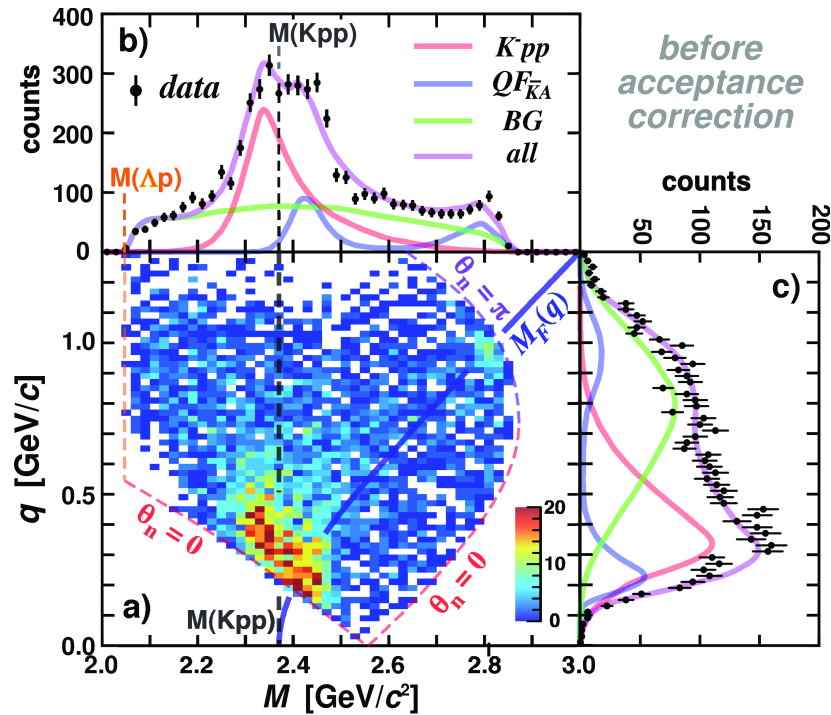 400
300
200
100
0
counts
b)
M(Kpp)
data
M(Λp)
K⁻pp
QF_K̅A
BG
all
before
acceptance
correction
counts
50
100
150
200
c)
θn = π
M_F(q)
1.0
0.5
0.0
q [GeV/c]
θn = 0
θn = 0
20
10
0
a)
M(Kpp)
2.0
2.2
2.4
2.6
2.8
3.0
M [GeV/c²]